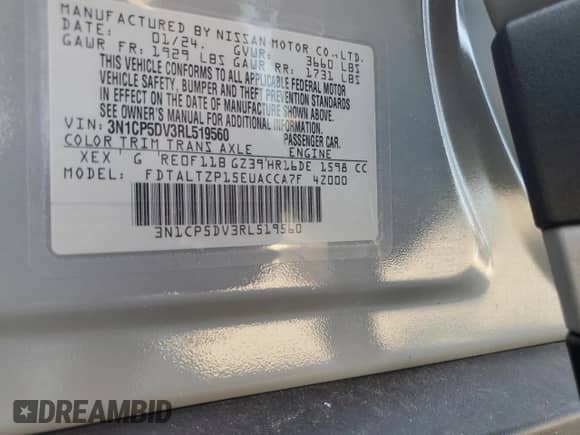 MANUFACTURED BY NISSAN MOTOR CO.,LTD.
DATE: 01/24. GVWR: 3660 LBS
GAWR FR: 1929 LBS GAWR RR: 1731 LBS
THIS VEHICLE CONFORMS TO ALL APPLICABLE FEDERAL MOTOR
VEHICLE SAFETY, BUMPER AND THEFT PREVENTION STANDARDS
IN EFFECT ON THE DATE OF MANUFACTURE SHOWN ABOVE.
SEE OWNER'S MANUAL FOR ADDITIONAL INFORMATION.
VIN: 3N1CP5DV3RL519560 PASSENGER CAR.
COLOR TRIM TRANS AXLE ENGINE
XEX G RE0F11B GZ39 HR16DE 1598 CC
MODEL: FDTALTZP15EUACCA7F 42000
3N1CP5DV3RL519560
DREAMBID